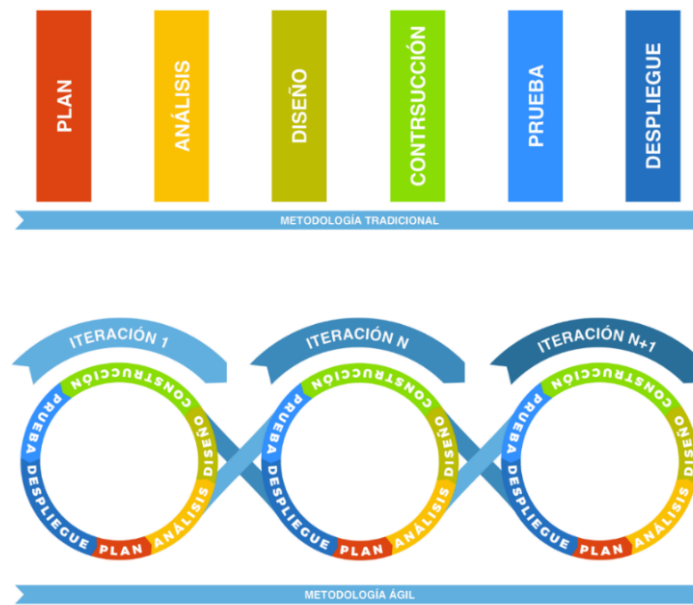 PLAN
ANÁLISIS
DISEÑO
CONTRSUCCIÓN
PRUEBA
DESPLIEGUE
METODOLOGÍA TRADICIONAL
ITERACIÓN 1
ITERACIÓN N
ITERACIÓN N+1
PLAN
ANÁLISIS
DISEÑO
CONSTRUCCIÓN
PRUEBA
DESPLIEGUE
PLAN
ANÁLISIS
DISEÑO
CONSTRUCCIÓN
PRUEBA
DESPLIEGUE
PLAN
ANÁLISIS
DISEÑO
CONSTRUCCIÓN
PRUEBA
DESPLIEGUE
METODOLOGÍA ÁGIL